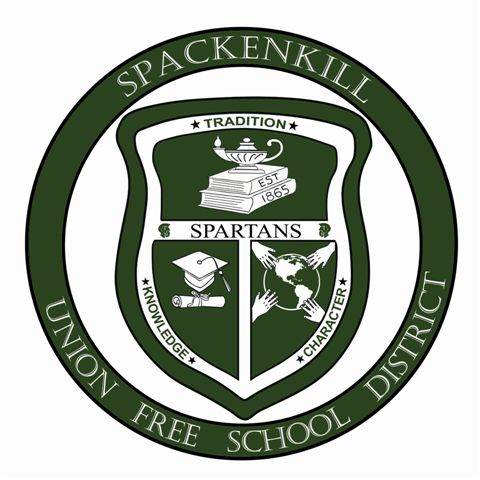 SPACKENKILL
★ TRADITION ★
EST
1865
SPARTANS
★ KNOWLEDGE ★
★ CHARACTER ★
UNION FREE SCHOOL DISTRICT